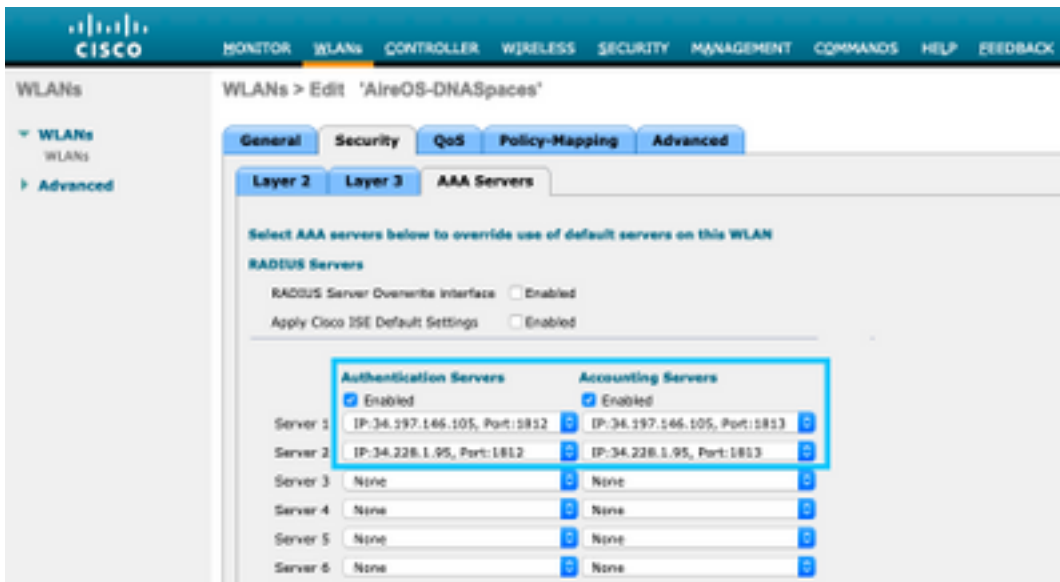 CISCO
MONITOR WLANs CONTROLLER WIRELESS SECURITY MANAGEMENT COMMANDS HELP FEEDBACK
WLANs
WLANs > Edit 'AireOS-DNASpaces'
WLANs
WLANs
Advanced
General Security QoS Policy-Mapping Advanced
Layer 2 Layer 3 AAA Servers
Select AAA servers below to override use of default servers on this WLAN
RADIUS Servers
RADIUS Server Overwrite interface Enabled
Apply Cisco ISE Default Settings Enabled
Authentication Servers Accounting Servers
Enabled Enabled
Server 1 IP:34.197.146.105, Port:1812 IP:34.197.146.105, Port:1813
Server 2 IP:34.228.1.95, Port:1812 IP:34.228.1.95, Port:1813
Server 3 None None
Server 4 None None
Server 5 None None
Server 6 None None